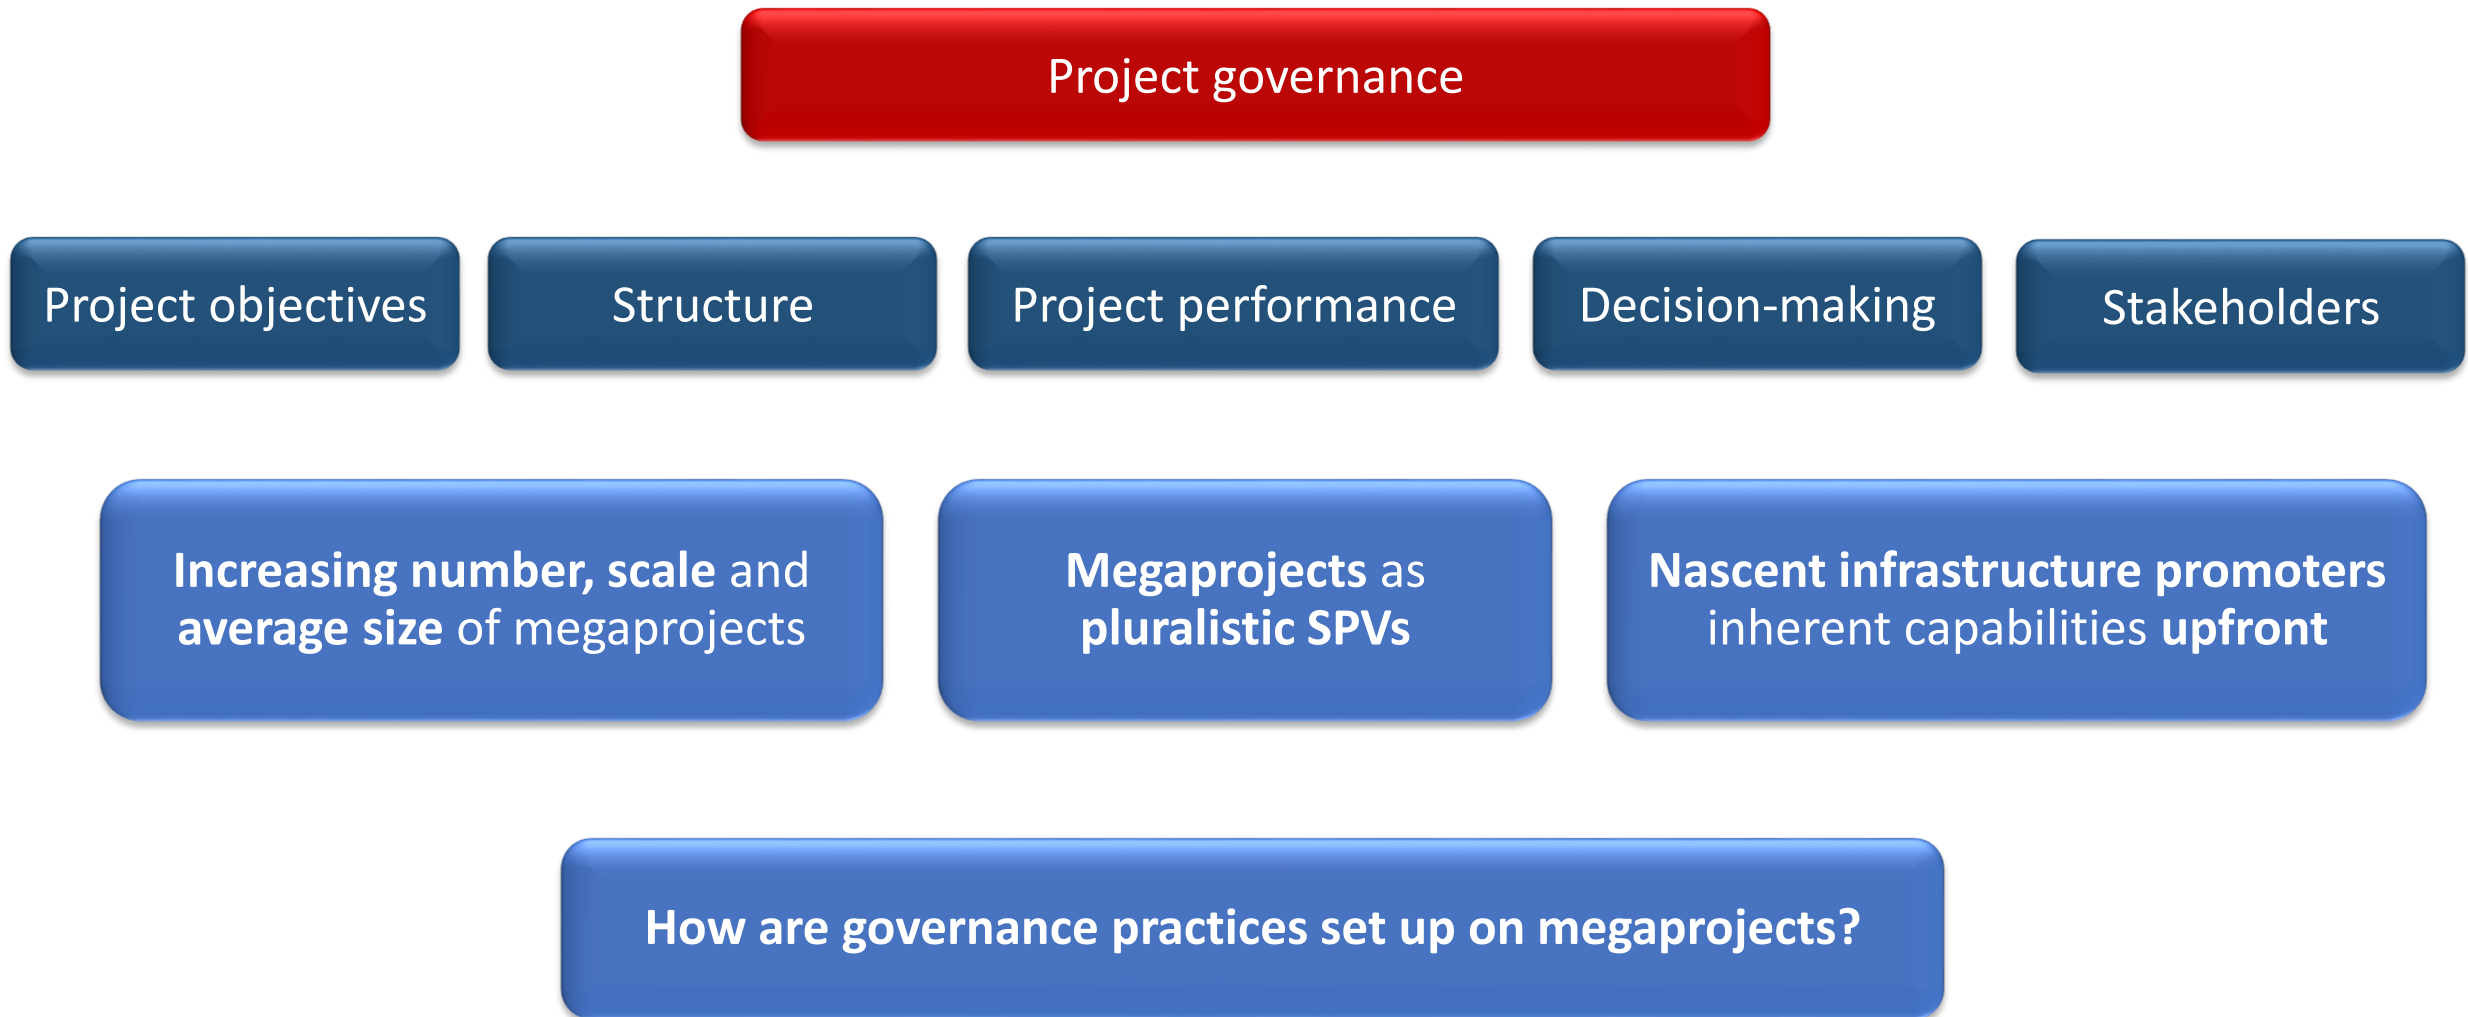 Project governance
Project objectives
Structure
Project performance
Decision-making
Stakeholders
Increasing number, scale and
average size of megaprojects
Megaprojects as
pluralistic SPVs
Nascent infrastructure promoters
inherent capabilities upfront
How are governance practices set up on megaprojects?